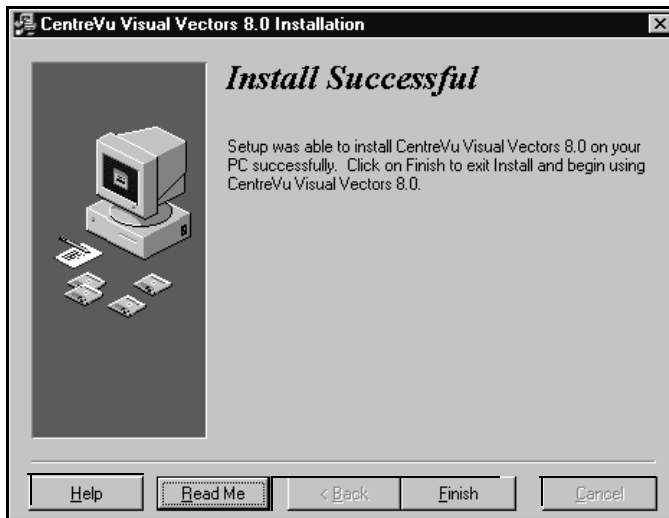 CentreVu Visual Vectors 8.0 Installation
Install Successful
Setup was able to install CentreVu Visual Vectors 8.0 on your
PC successfully. Click on Finish to exit Install and begin using
CentreVu Visual Vectors 8.0.
Help Read Me < Back Finish Cancel